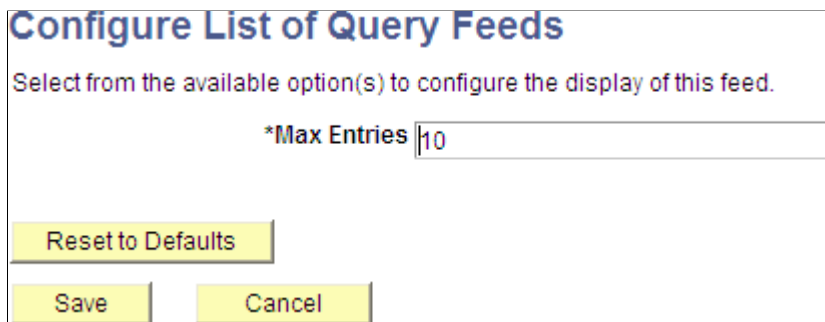 Configure List of Query Feeds
Select from the available option(s) to configure the display of this feed.
*Max Entries 10
Reset to Defaults
Save Cancel